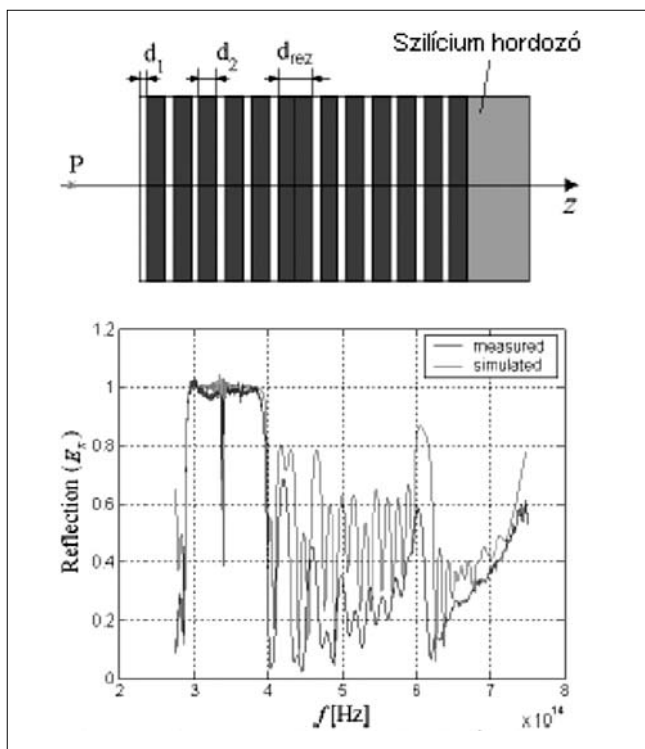 Szilícium hordozó
d1 d2 drez
P
z
1.2
1
0.8
0.6
0.4
0.2
0
Reflection (Ex)
measured
simulated
2 3 4 5 6 7 8
f [Hz]
×10^14